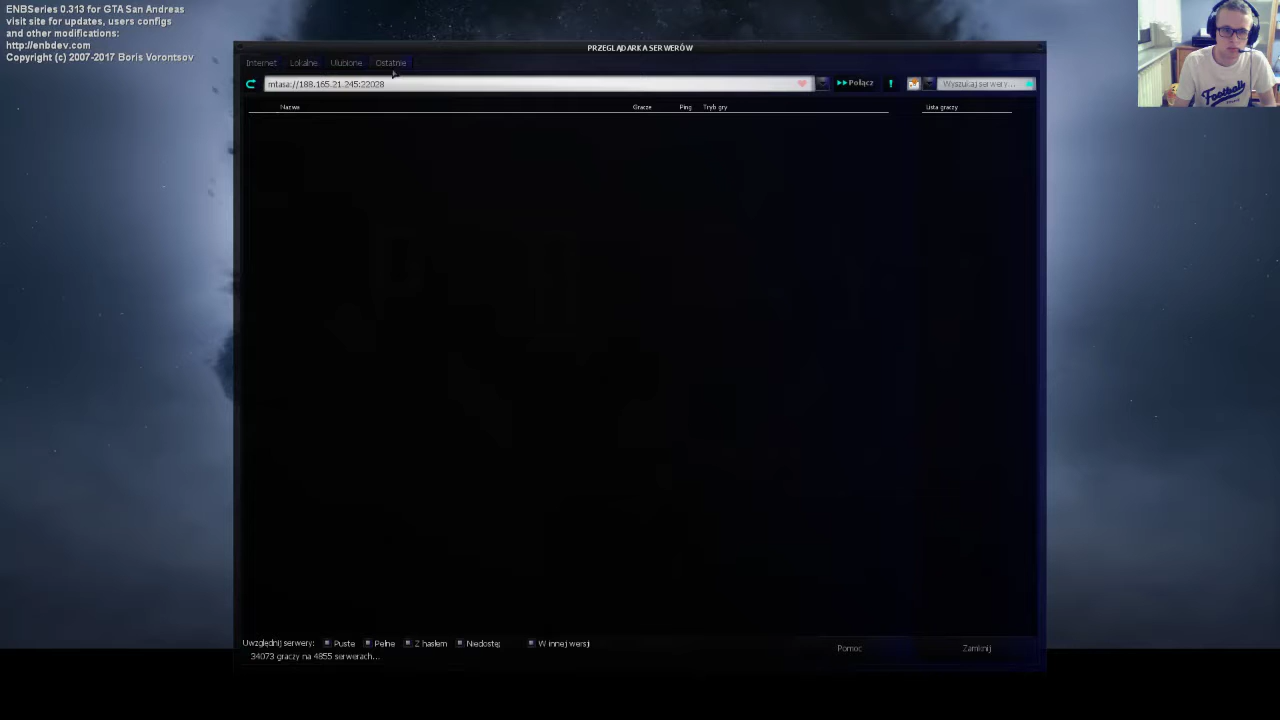 ENBSeries 0.313 for GTA San Andreas
visit site for updates, users configs
and other modifications:
http://enbdev.com
Copyright (c) 2007-2017 Boris Vorontsov
PRZEGLĄDARKA SERWERÓW
Internet Lokalne Ulubione Ostatnie
mtasa://188.165.21.245:22028 Połącz Wyszukaj serwery...
Nazwa Gracze Ping Tryb gry Lista graczy
Uwzględnij serwery: Puste Pełne Z hasłem Niedostęp W innej wersji
34073 graczy na 4855 serwerach...
Pomoc Zamknij
Football